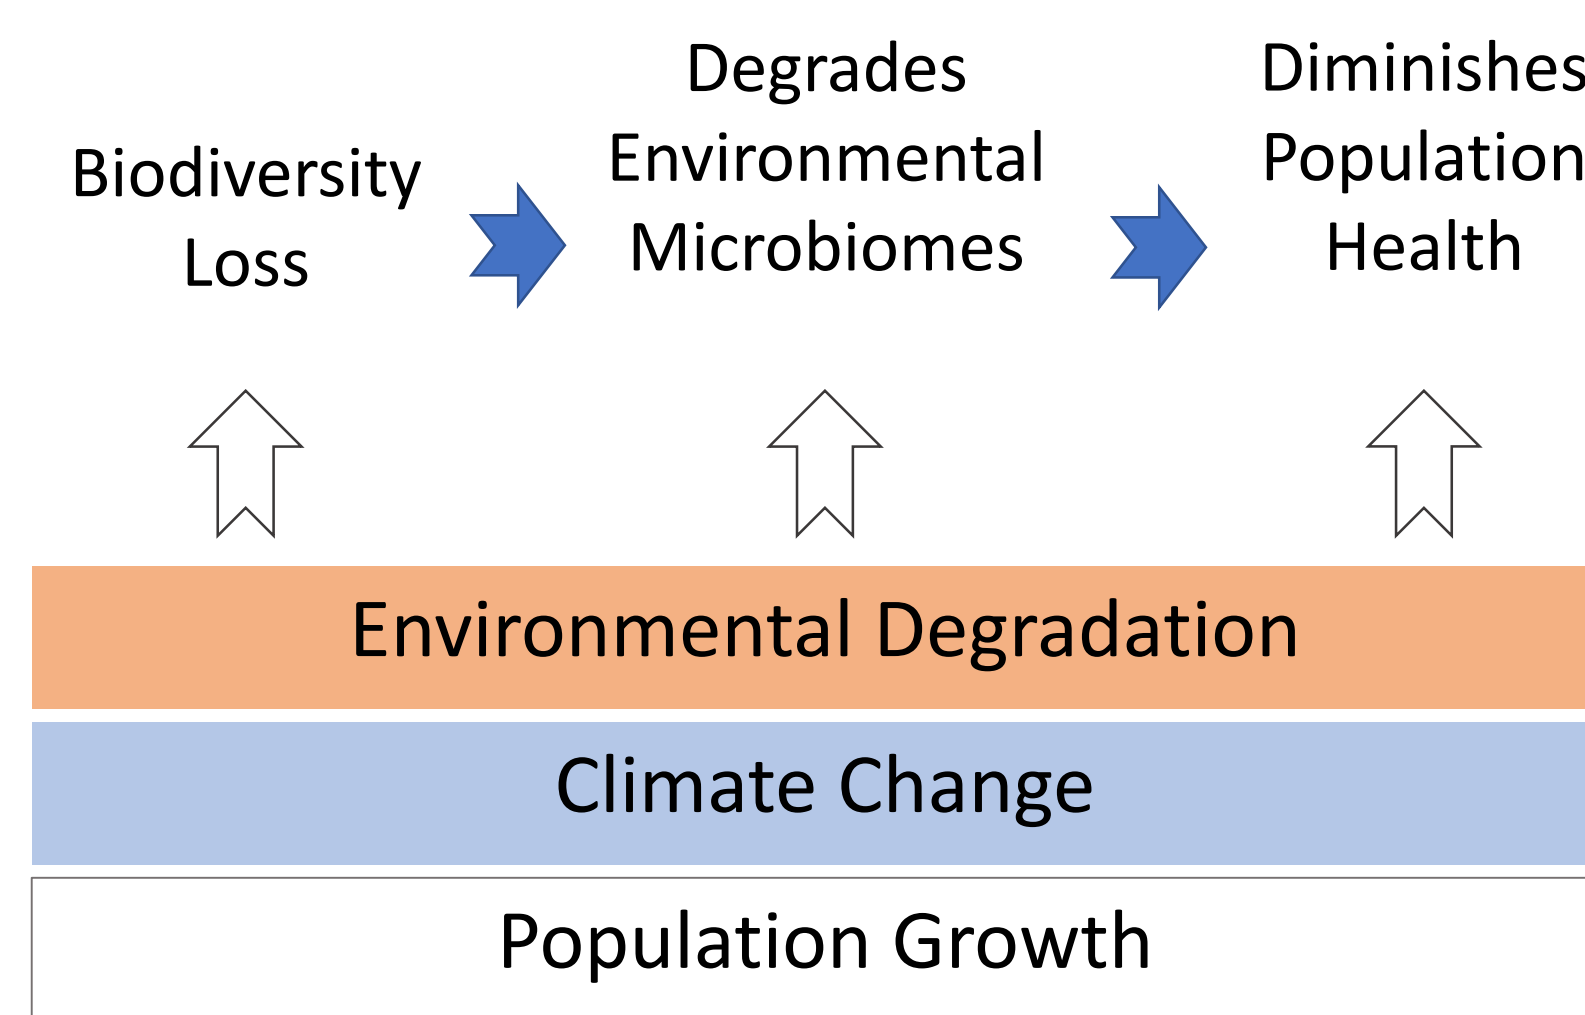 Biodiversity
Loss
Degrades
Environmental
Microbiomes
Diminishes
Population
Health
Environmental Degradation
Climate Change
Population Growth